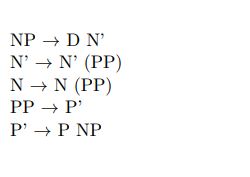 NP → D N’
N’ → N’ (PP)
N → N (PP)
PP → P’
P’ → P NP